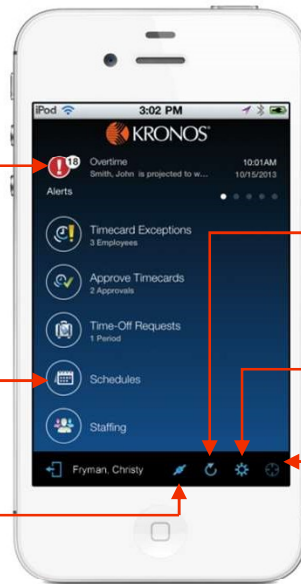 iPod 3:02 PM
KRONOS
18
Overtime 10:01AM
Smith, John is projected to w... 10/15/2013
Alerts
Timecard Exceptions
3 Employees
Approve Timecards
2 Approvals
Time-Off Requests
1 Period
Schedules
Staffing
Fryman, Christy